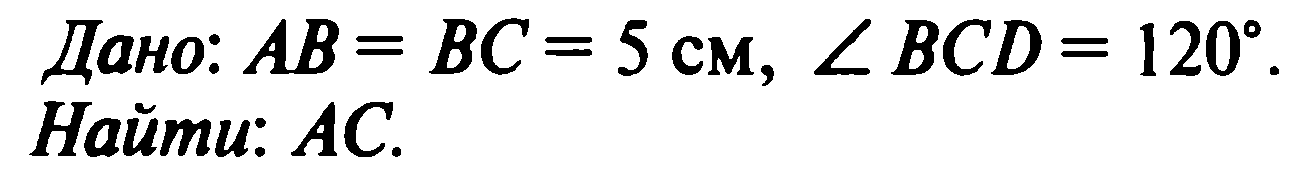 Дано: AB = BC = 5 см, ∠ BCD = 120°.
Найти: AC.